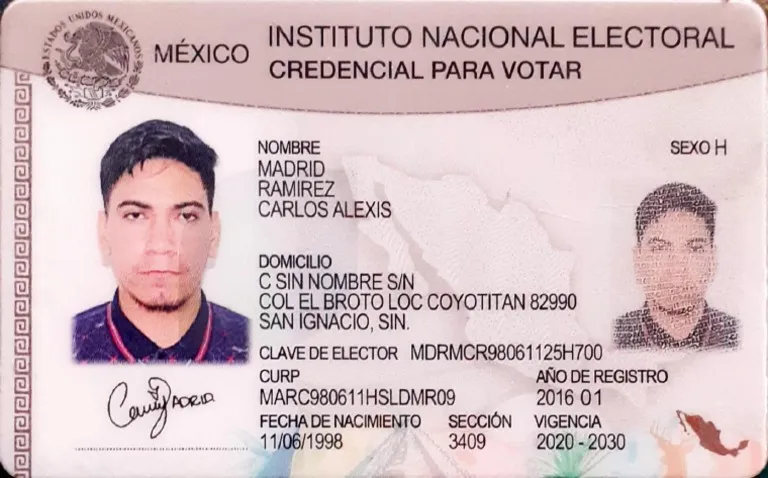 ESTADOS UNIDOS MEXICANOS
MÉXICO
INSTITUTO NACIONAL ELECTORAL
CREDENCIAL PARA VOTAR
NOMBRE
SEXO H
MADRID
RAMIREZ
CARLOS ALEXIS
DOMICILIO
C SIN NOMBRE S/N
COL EL BROTO LOC COYOTITAN 82990
SAN IGNACIO, SIN.
CLAVE DE ELECTOR MDRMCR98061125H700
CURP
MARC980611HSLDMR09
AÑO DE REGISTRO
2016 01
FECHA DE NACIMIENTO
11/06/1998
SECCIÓN
3409
VIGENCIA
2020 - 2030